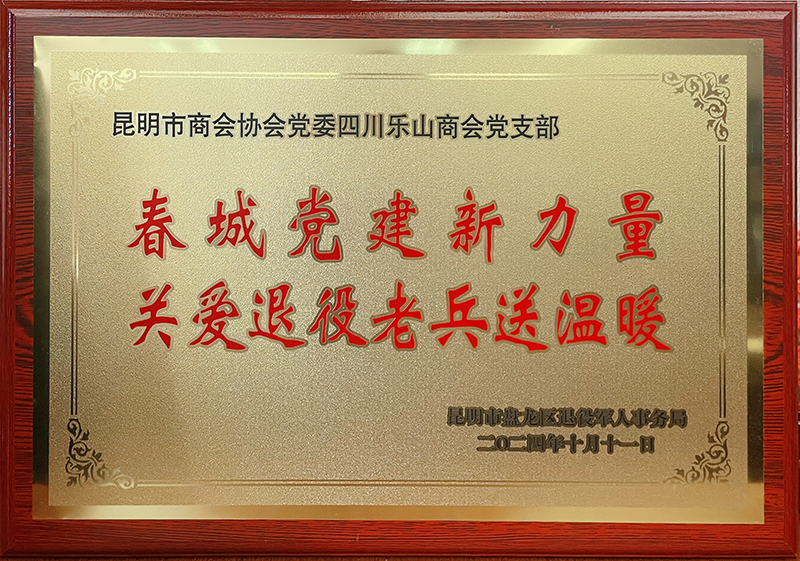 昆明市商会协会党委四川乐山商会党支部
春城党建新力量
关爱退役老兵送温暖
昆明市盘龙区退役军人事务局
二〇二四年十月十一日